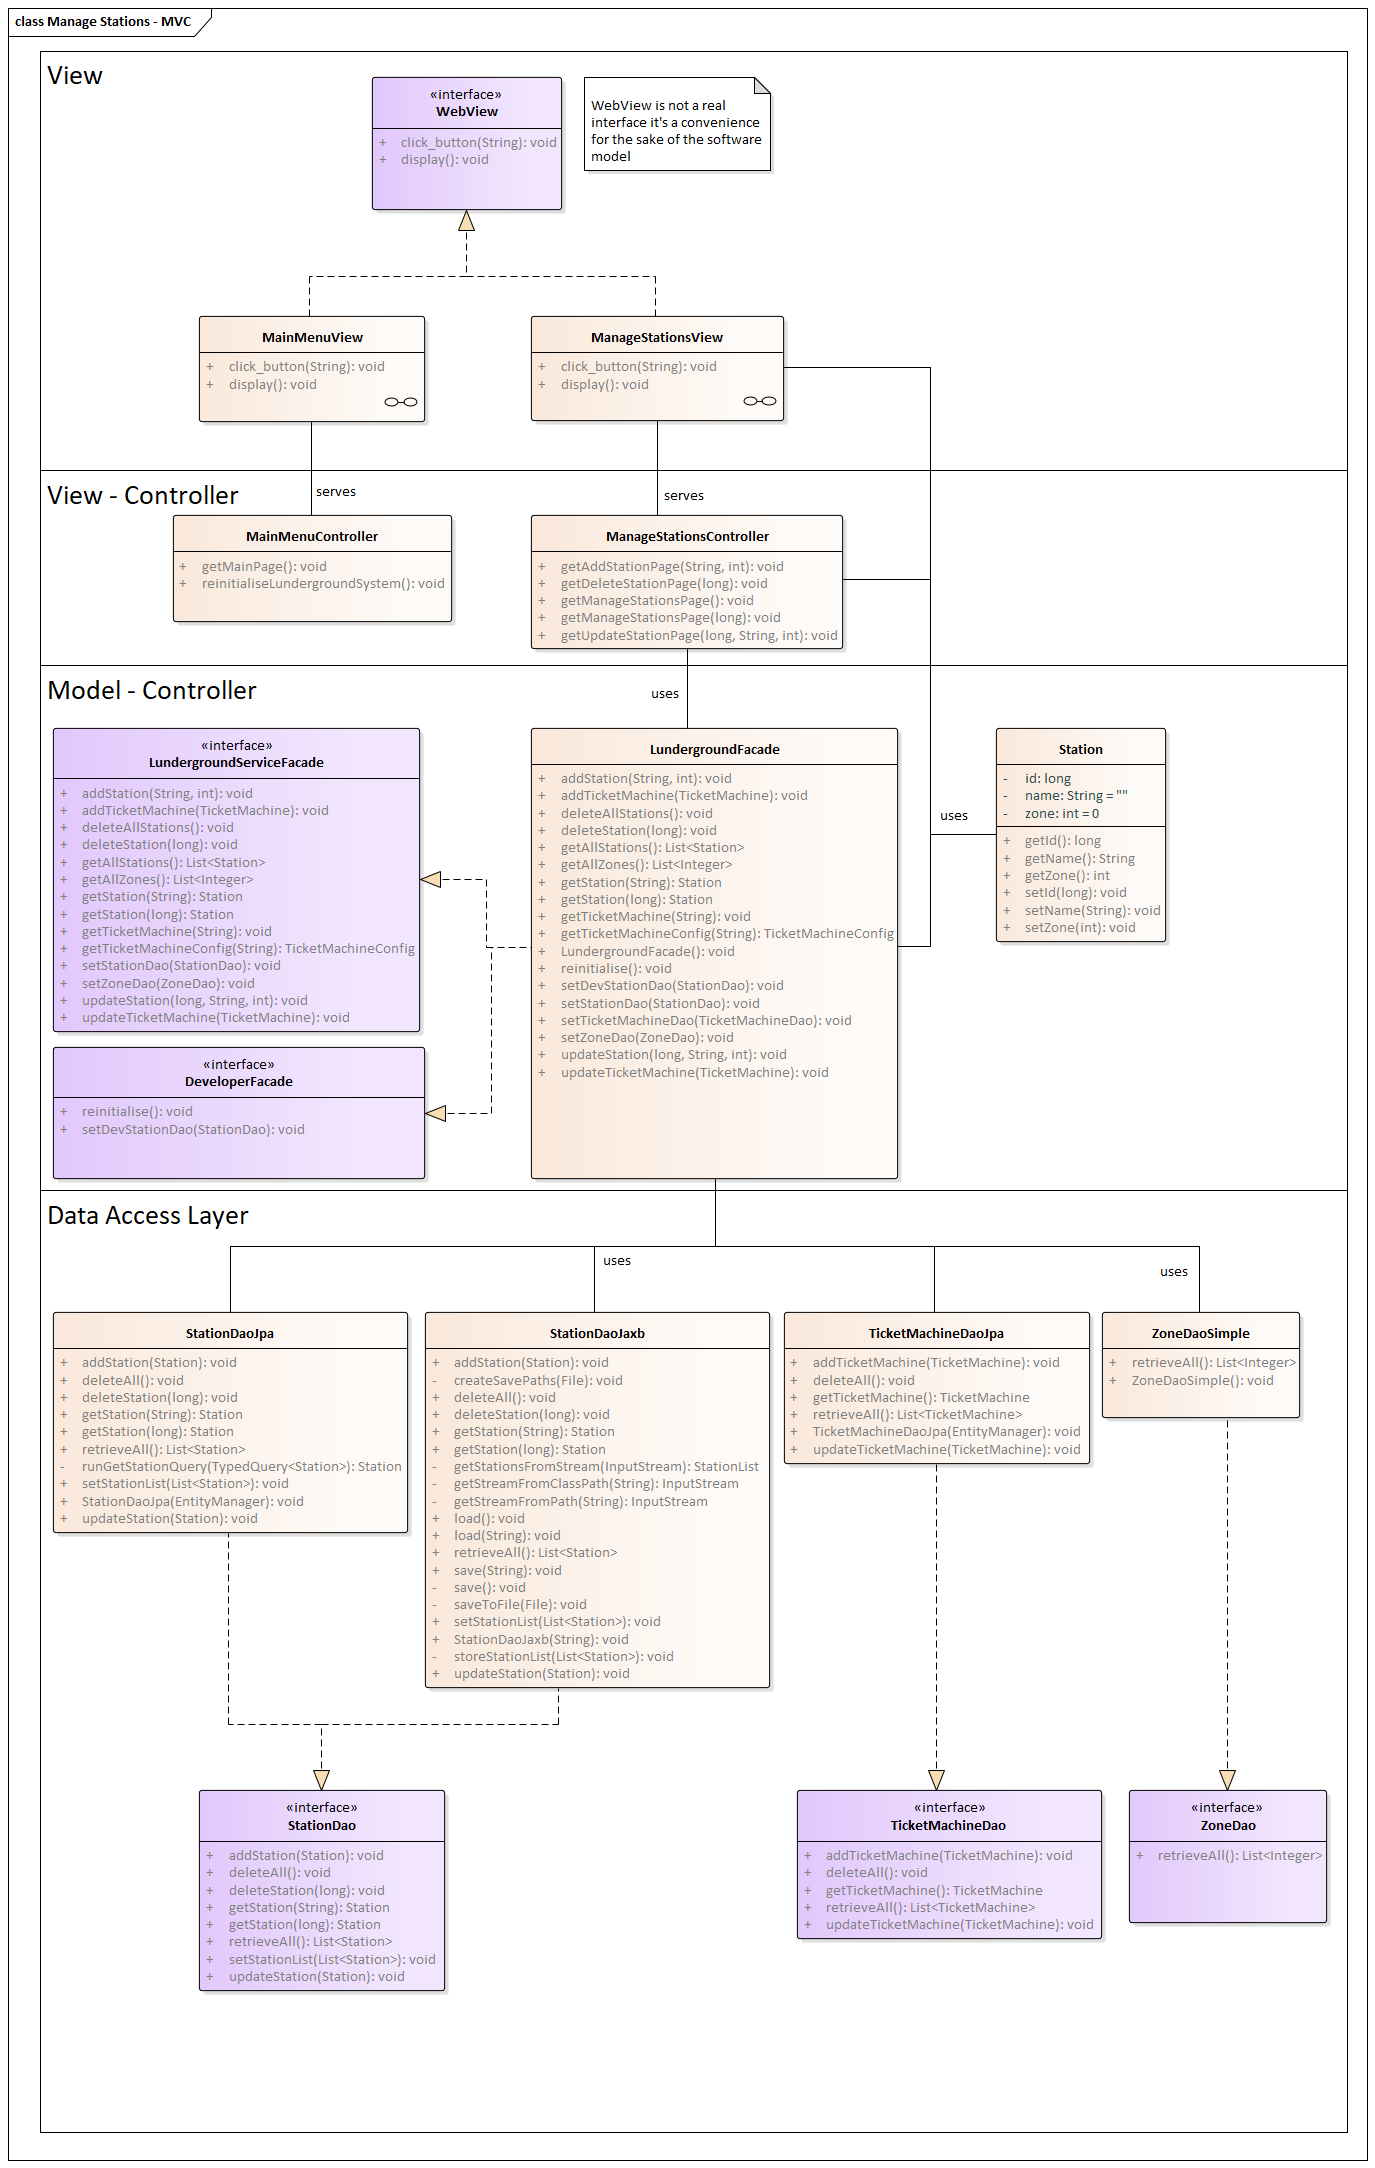 class Manage Stations - MVC
View
«interface»
WebView
+ click_button(String): void
+ display(): void
WebView is not a real
interface it's a convenience
for the sake of the software
model
MainMenuView
+ click_button(String): void
+ display(): void
ManageStationsView
+ click_button(String): void
+ display(): void
View - Controller
serves
serves
MainMenuController
+ getMainPage(): void
+ reinitialiseLundergroundSystem(): void
ManageStationsController
+ getAddStationPage(String, int): void
+ getDeleteStationPage(long): void
+ getManageStationsPage(): void
+ getManageStationsPage(long): void
+ getUpdateStationPage(long, String, int): void
Model - Controller
uses
«interface»
LundergroundServiceFacade
+ addStation(String, int): void
+ addTicketMachine(TicketMachine): void
+ deleteAllStations(): void
+ deleteStation(long): void
+ getAllStations(): List<Station>
+ getAllZones(): List<Integer>
+ getStation(String): Station
+ getStation(long): Station
+ getTicketMachine(String): void
+ getTicketMachineConfig(String): TicketMachineConfig
+ setStationDao(StationDao): void
+ setZoneDao(ZoneDao): void
+ updateStation(long, String, int): void
+ updateTicketMachine(TicketMachine): void
«interface»
DeveloperFacade
+ reinitialise(): void
+ setDevStationDao(StationDao): void
LundergroundFacade
+ addStation(String, int): void
+ addTicketMachine(TicketMachine): void
+ deleteAllStations(): void
+ deleteStation(long): void
+ getAllStations(): List<Station>
+ getAllZones(): List<Integer>
+ getStation(String): Station
+ getStation(long): Station
+ getTicketMachine(String): void
+ getTicketMachineConfig(String): TicketMachineConfig
+ LundergroundFacade(): void
+ reinitialise(): void
+ setDevStationDao(StationDao): void
+ setStationDao(StationDao): void
+ setTicketMachineDao(TicketMachineDao): void
+ setZoneDao(ZoneDao): void
+ updateStation(long, String, int): void
+ updateTicketMachine(TicketMachine): void
uses
Station
- id: long
- name: String = ""
- zone: int = 0
+ getId(): long
+ getName(): String
+ getZone(): int
+ setId(long): void
+ setName(String): void
+ setZone(int): void
Data Access Layer
uses
uses
StationDaoJpa
+ addStation(Station): void
+ deleteAll(): void
+ deleteStation(long): void
+ getStation(String): Station
+ getStation(long): Station
+ retrieveAll(): List<Station>
- runGetStationQuery(TypedQuery<Station>): Station
+ setStationList(List<Station>): void
+ StationDaoJpa(EntityManager): void
+ updateStation(Station): void
StationDaoJaxb
+ addStation(Station): void
- createSavePaths(File): void
+ deleteAll(): void
+ deleteStation(long): void
+ getStation(String): Station
+ getStation(long): Station
- getStationsFromStream(InputStream): StationList
- getStreamFromClassPath(String): InputStream
- getStreamFromPath(String): InputStream
+ load(): void
+ load(String): void
+ retrieveAll(): List<Station>
+ save(String): void
- save(): void
- saveToFile(File): void
+ setStationList(List<Station>): void
+ StationDaoJaxb(String): void
- storeStationList(List<Station>): void
+ updateStation(Station): void
TicketMachineDaoJpa
+ addTicketMachine(TicketMachine): void
+ deleteAll(): void
+ getTicketMachine(): TicketMachine
+ retrieveAll(): List<TicketMachine>
+ TicketMachineDaoJpa(EntityManager): void
+ updateTicketMachine(TicketMachine): void
ZoneDaoSimple
+ retrieveAll(): List<Integer>
+ ZoneDaoSimple(): void
«interface»
StationDao
+ addStation(Station): void
+ deleteAll(): void
+ deleteStation(long): void
+ getStation(String): Station
+ getStation(long): Station
+ retrieveAll(): List<Station>
+ setStationList(List<Station>): void
+ updateStation(Station): void
«interface»
TicketMachineDao
+ addTicketMachine(TicketMachine): void
+ deleteAll(): void
+ getTicketMachine(): TicketMachine
+ retrieveAll(): List<TicketMachine>
+ updateTicketMachine(TicketMachine): void
«interface»
ZoneDao
+ retrieveAll(): List<Integer>